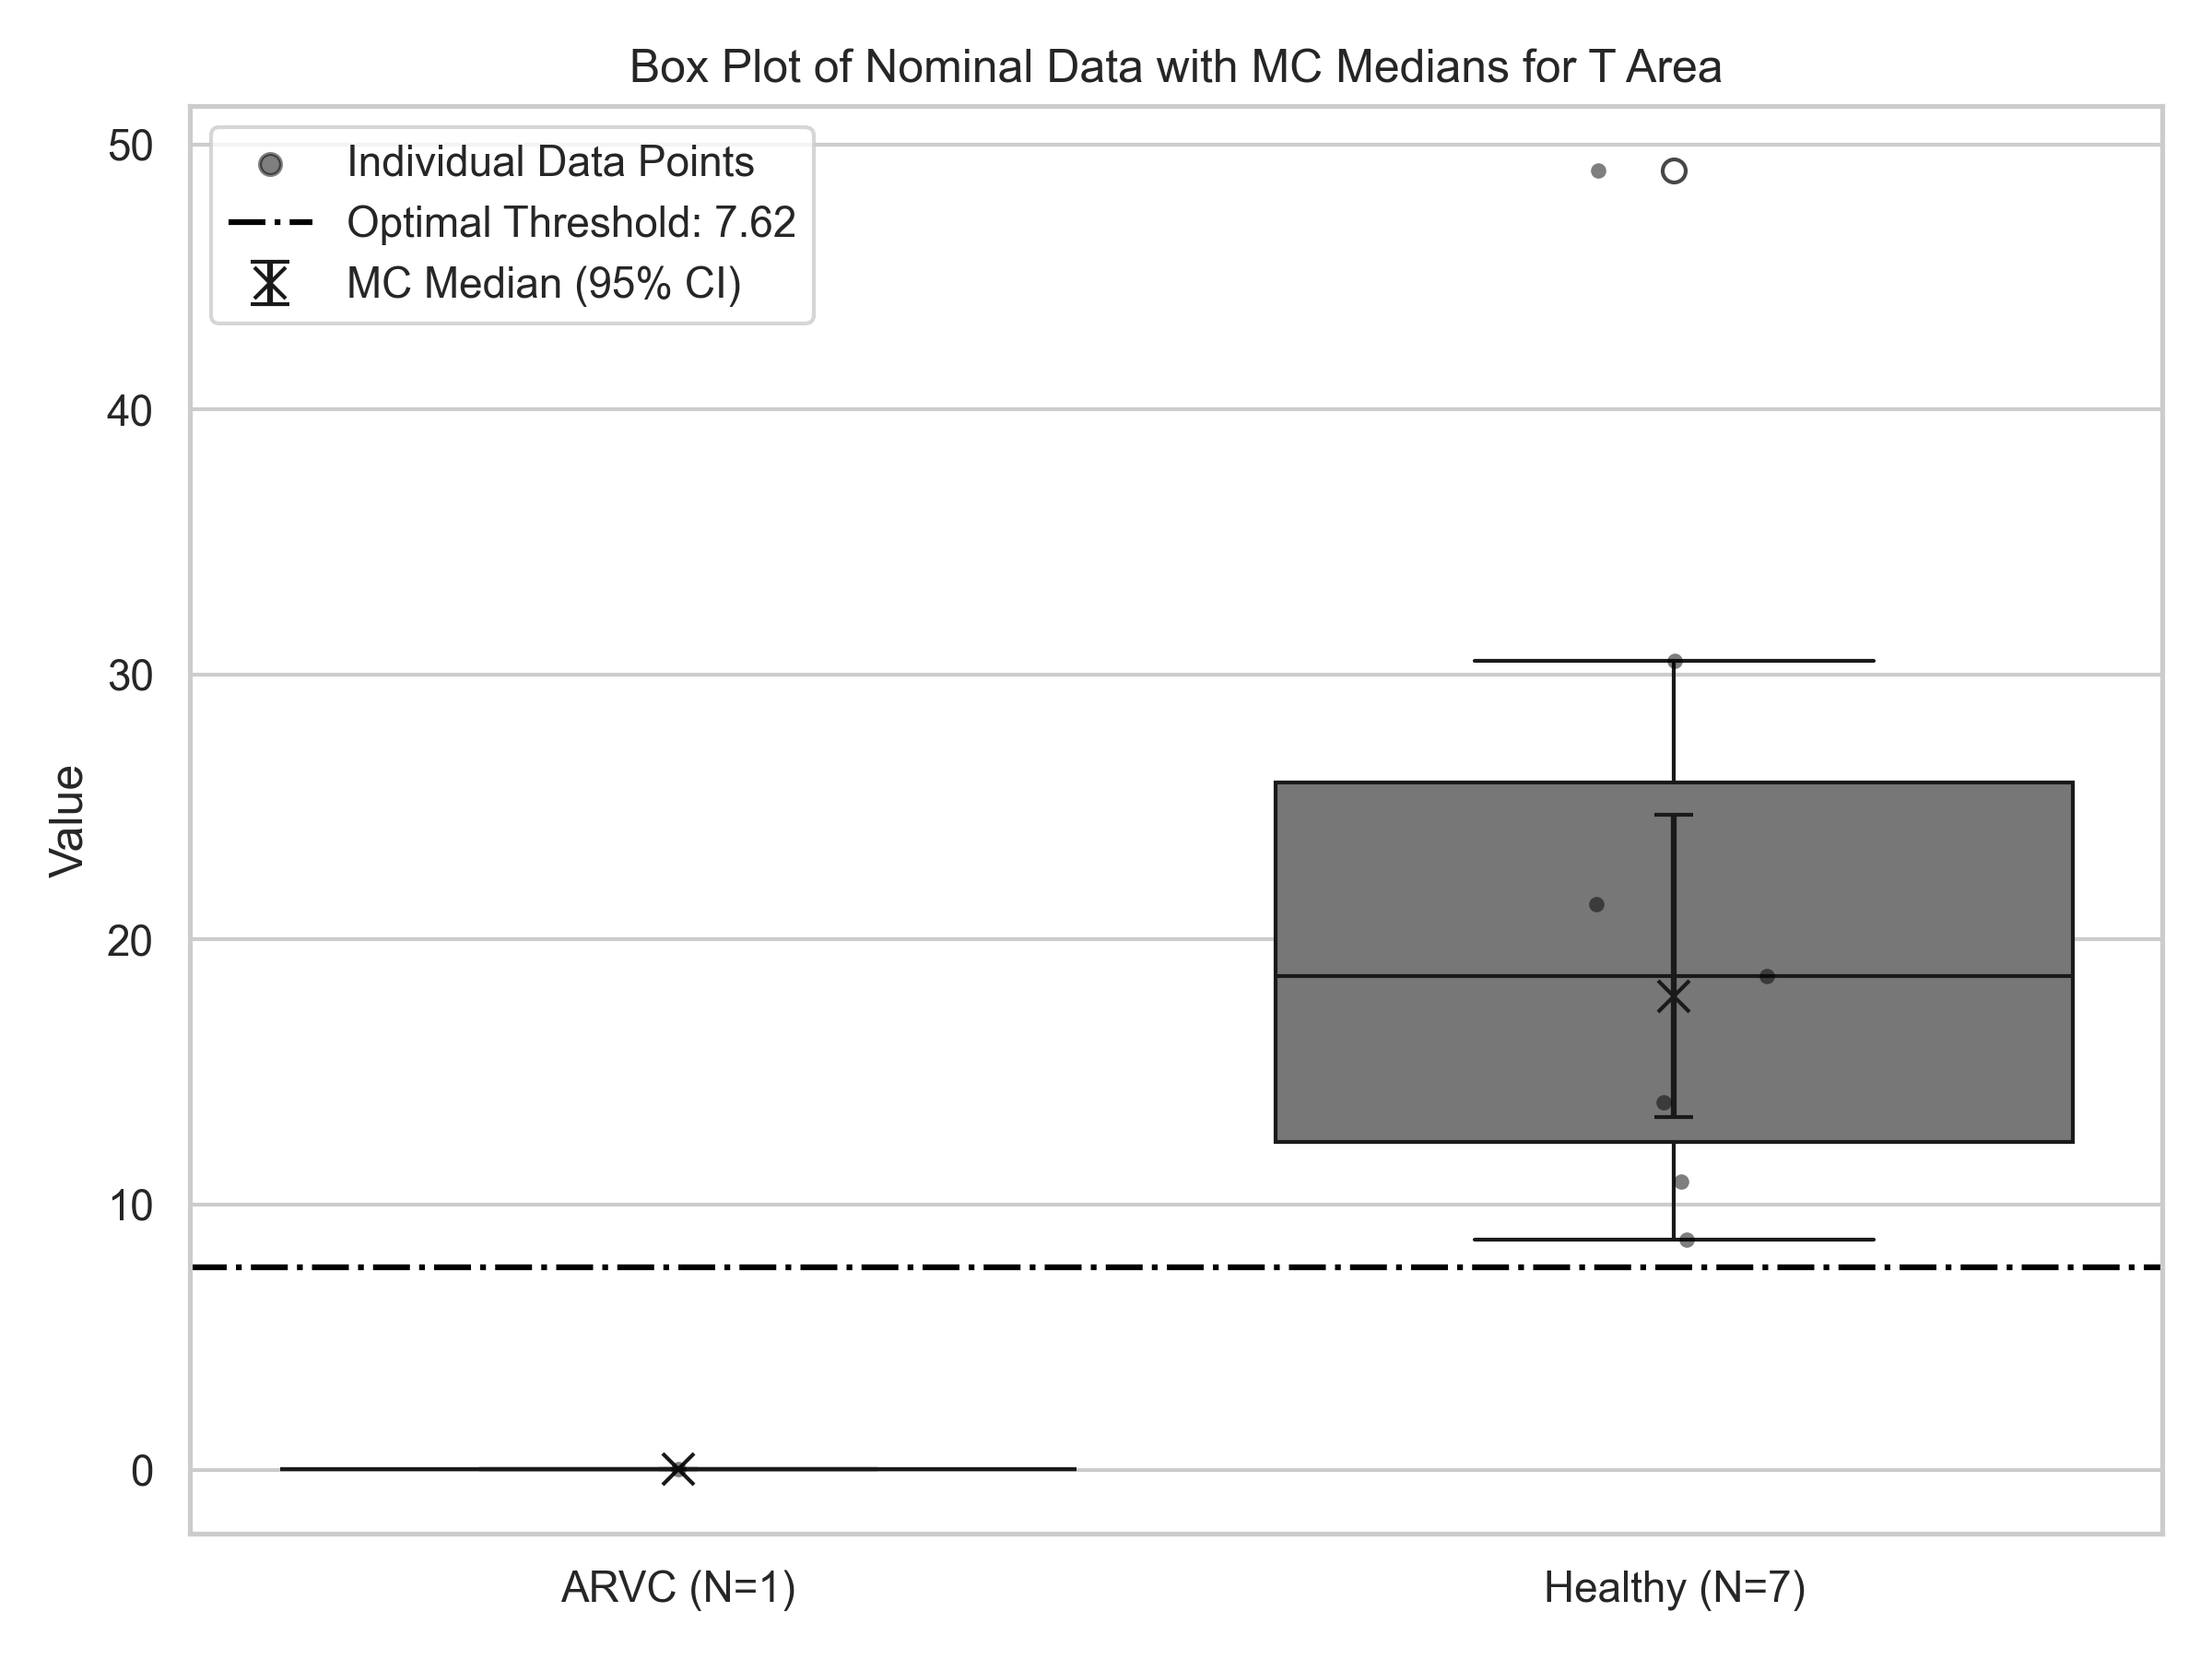 Box Plot of Nominal Data with MC Medians for T Area
Individual Data Points
Optimal Threshold: 7.62
MC Median (95% CI)
50
40
30
20
10
0
Value
ARVC (N=1)
Healthy (N=7)